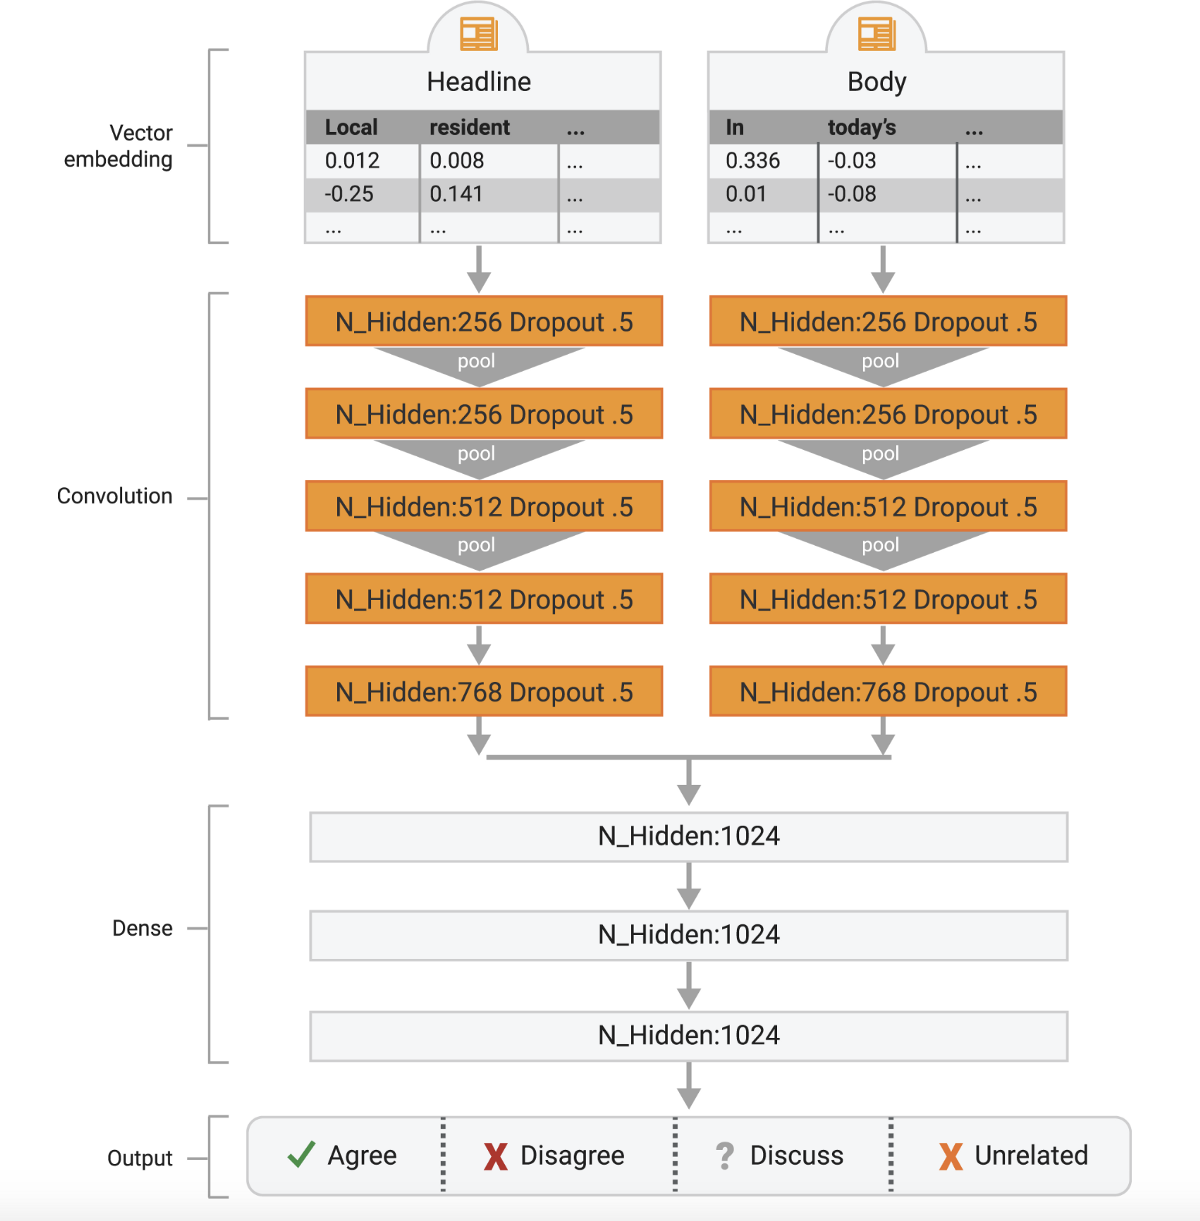 Vector
embedding
Headline
Local resident ...
0.012 0.008 ...
-0.25 0.141 ...
... ... ...
Body
In today's ...
0.336 -0.03 ...
0.01 -0.08 ...
... ... ...
Convolution
N_Hidden:256 Dropout .5
pool
N_Hidden:256 Dropout .5
pool
N_Hidden:512 Dropout .5
pool
N_Hidden:512 Dropout .5
N_Hidden:768 Dropout .5
N_Hidden:256 Dropout .5
pool
N_Hidden:256 Dropout .5
pool
N_Hidden:512 Dropout .5
pool
N_Hidden:512 Dropout .5
N_Hidden:768 Dropout .5
Dense
N_Hidden:1024
N_Hidden:1024
N_Hidden:1024
Output
Agree
Disagree
? Discuss
Unrelated